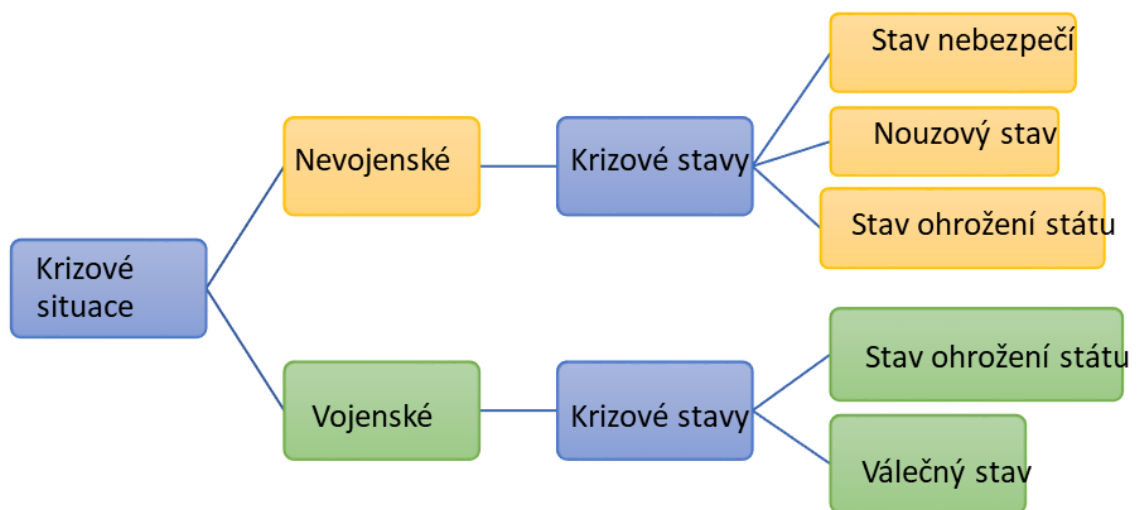 Krizové
situace
Nevojenské
Krizové stavy
Stav nebezpečí
Nouzový stav
Stav ohrožení státu
Vojenské
Krizové stavy
Stav ohrožení státu
Válečný stav